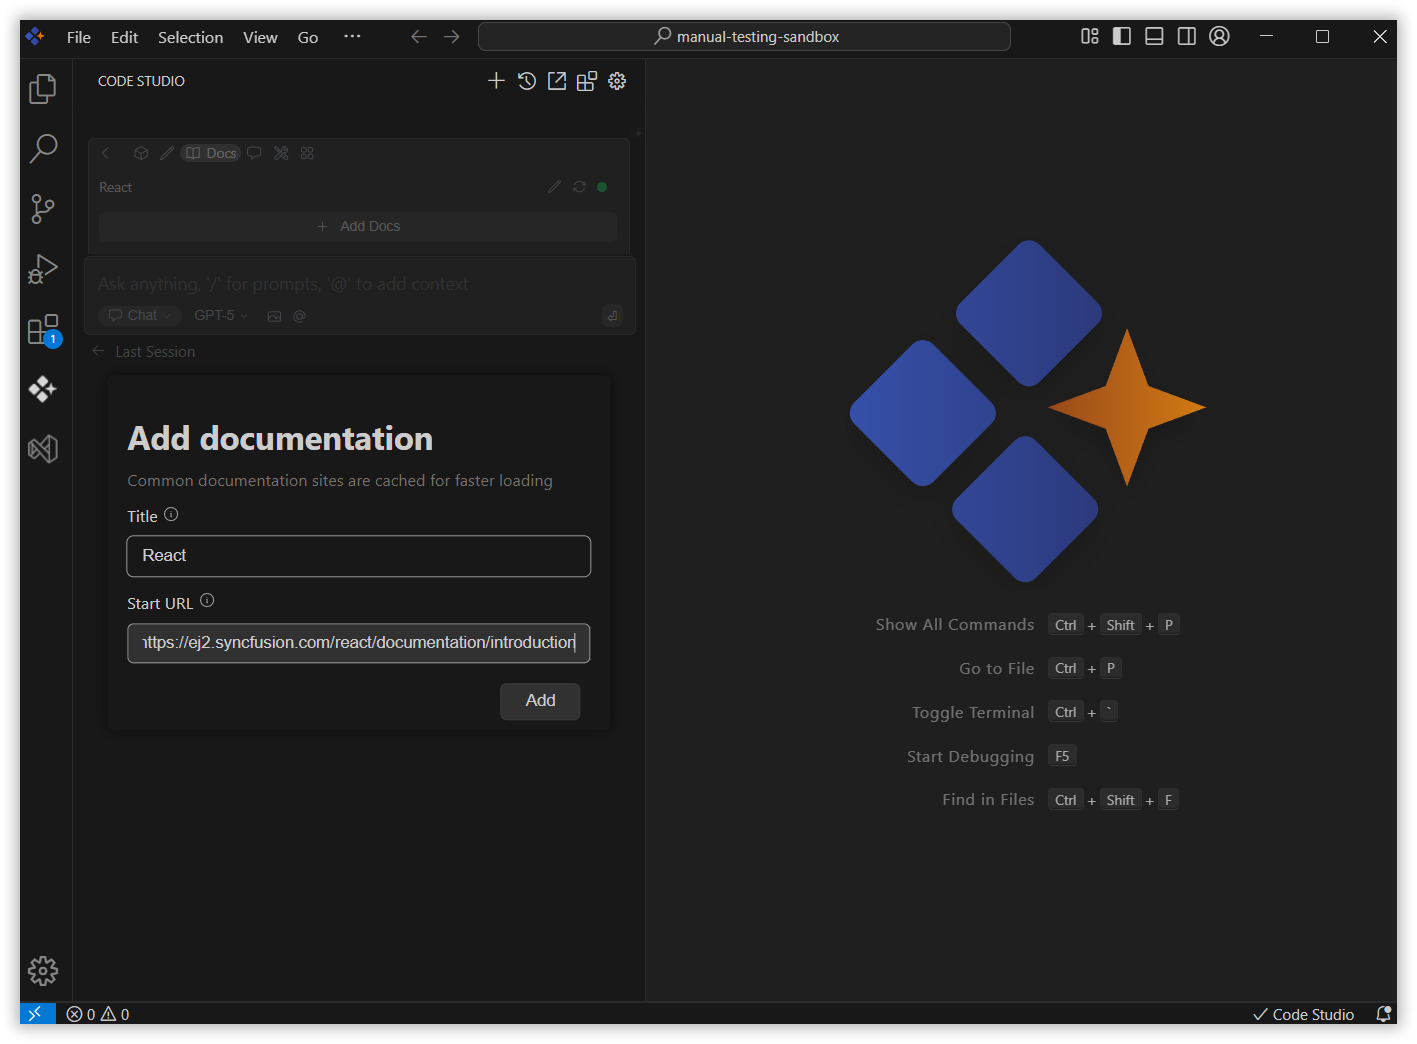 File Edit Selection View Go ··· manual-testing-sandbox
CODE STUDIO
Docs
React
+ Add Docs
Ask anything, '/' for prompts, '@' to add context
Chat GPT-5 @
← Last Session
Add documentation
Common documentation sites are cached for faster loading
Title
React
Start URL
https://ej2.syncfusion.com/react/documentation/introduction
Add
Show All Commands Ctrl + Shift + P
Go to File Ctrl + P
Toggle Terminal Ctrl + `
Start Debugging F5
Find in Files Ctrl + Shift + F
1
0 0
Code Studio